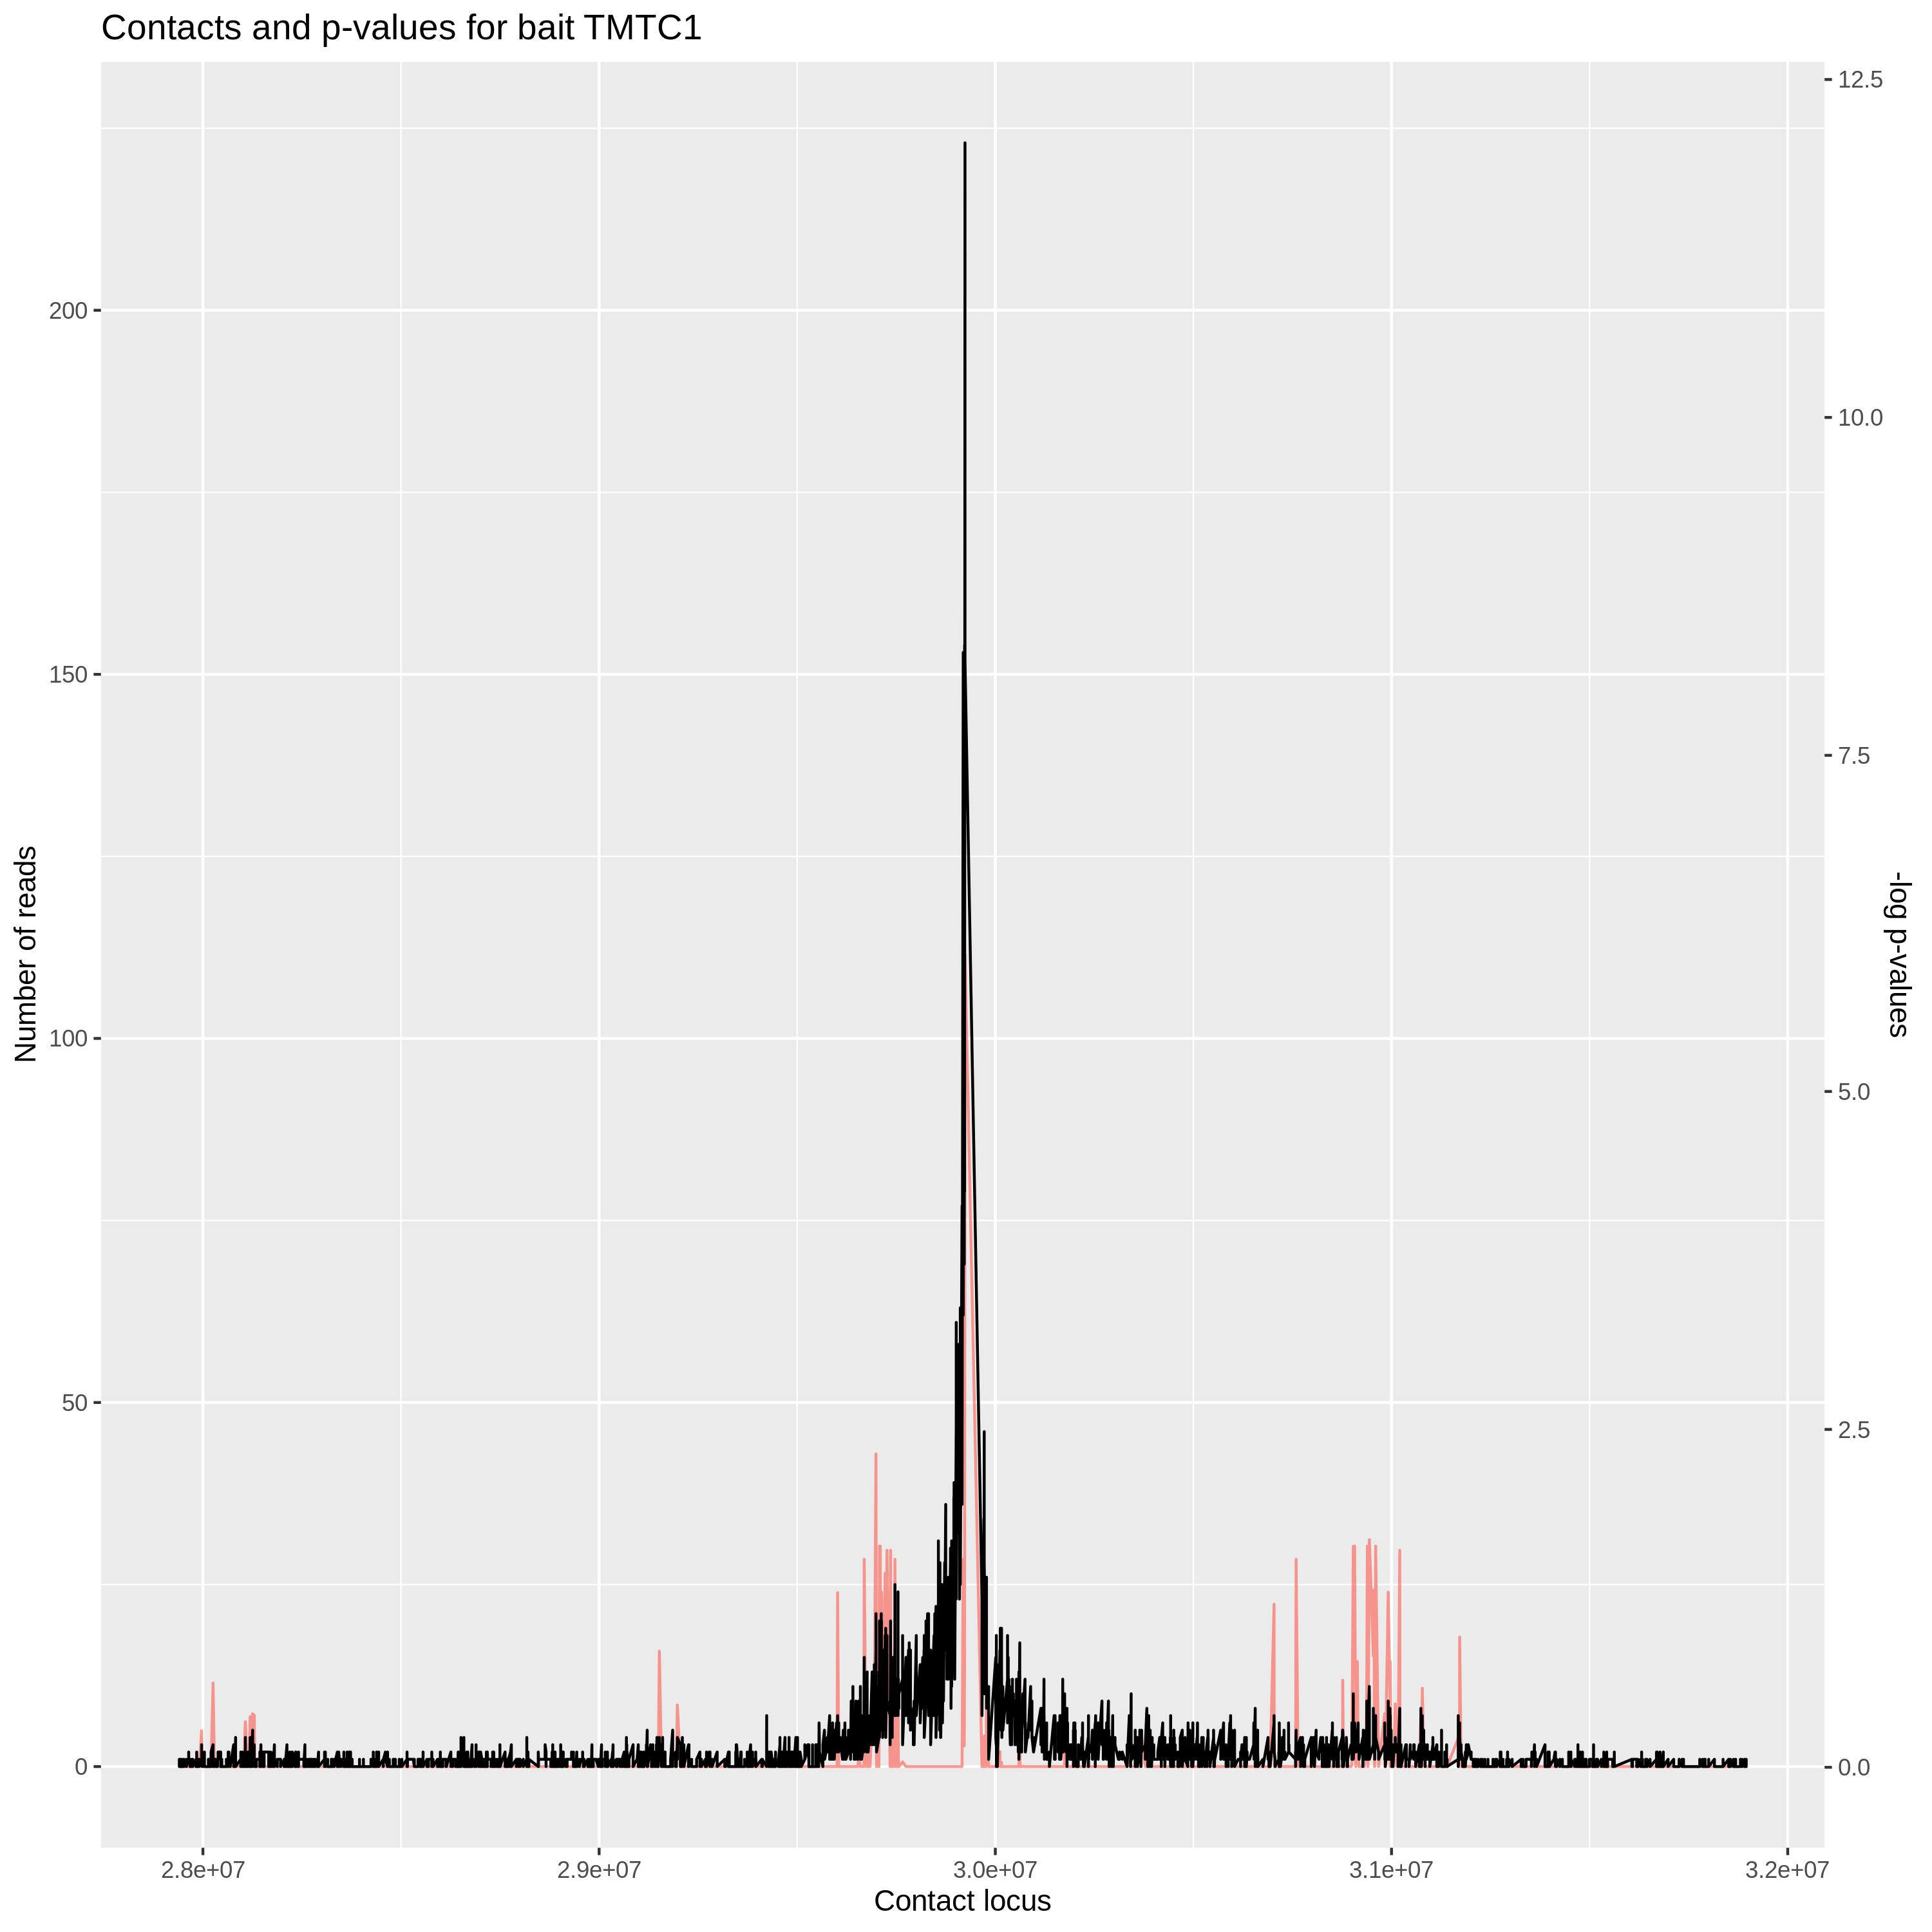 Contacts and p-values for bait TMTC1
Number of reads
200
150
100
50
0
12.5
10.0
7.5
5.0
2.5
0.0
-log p-values
2.8e+07
2.9e+07
3.0e+07
3.1e+07
3.2e+07
Contact locus